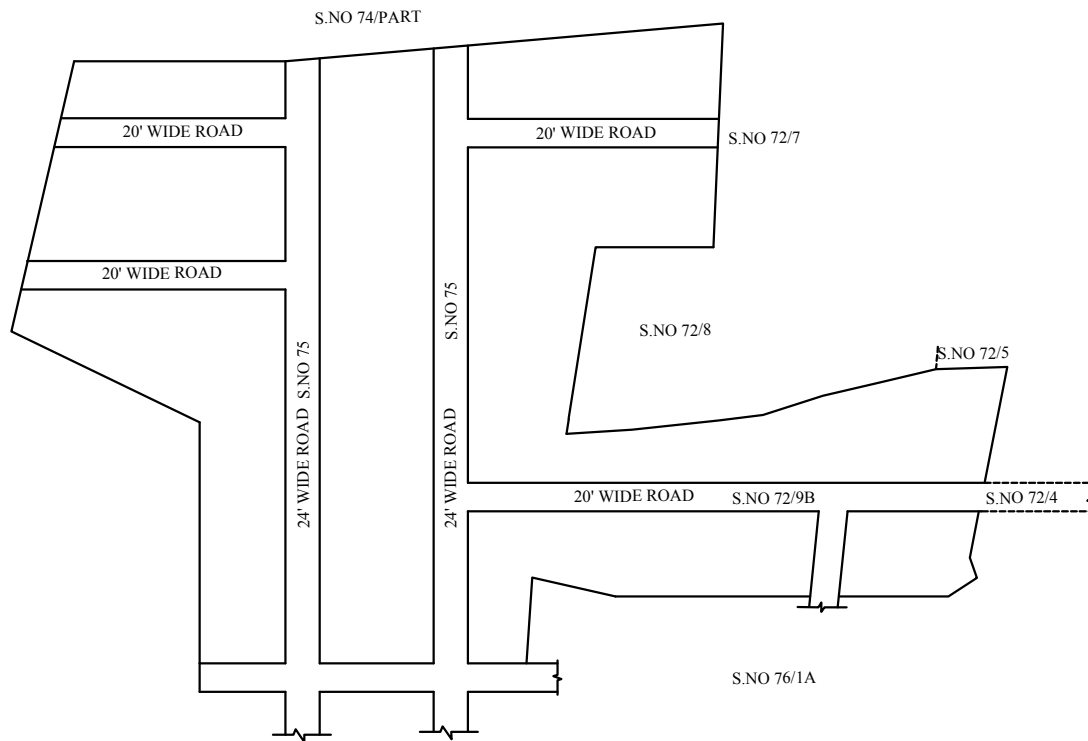 S.NO 74/PART
20' WIDE ROAD
20' WIDE ROAD
S.NO 72/7
20' WIDE ROAD
S.NO 75
S.NO 72/8
S.NO 72/5
24' WIDE ROAD S.NO 75
24' WIDE ROAD
20' WIDE ROAD
S.NO 72/9B
S.NO 72/4
S.NO 76/1A